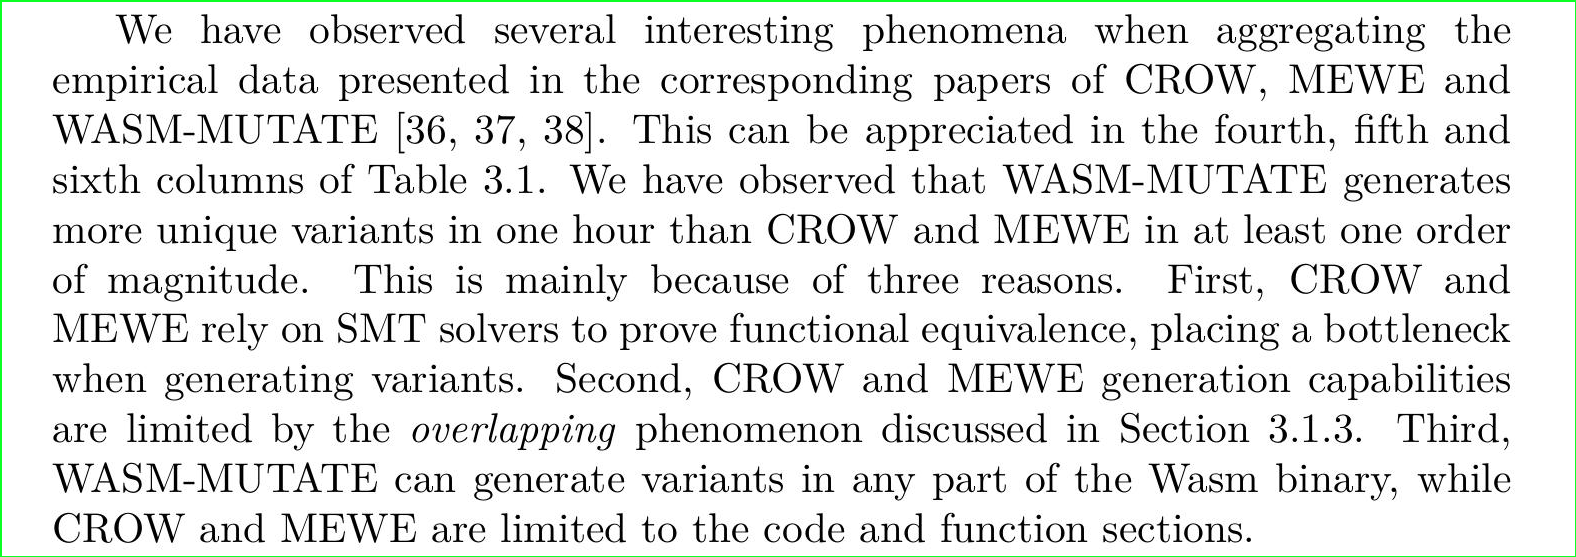 We have observed several interesting phenomena when aggregating the
empirical data presented in the corresponding papers of CROW, MEWE and
WASM-MUTATE [36, 37, 38]. This can be appreciated in the fourth, fifth and
sixth columns of Table 3.1. We have observed that WASM-MUTATE generates
more unique variants in one hour than CROW and MEWE in at least one order
of magnitude. This is mainly because of three reasons. First, CROW and
MEWE rely on SMT solvers to prove functional equivalence, placing a bottleneck
when generating variants. Second, CROW and MEWE generation capabilities
are limited by the overlapping phenomenon discussed in Section 3.1.3. Third,
WASM-MUTATE can generate variants in any part of the Wasm binary, while
CROW and MEWE are limited to the code and function sections.